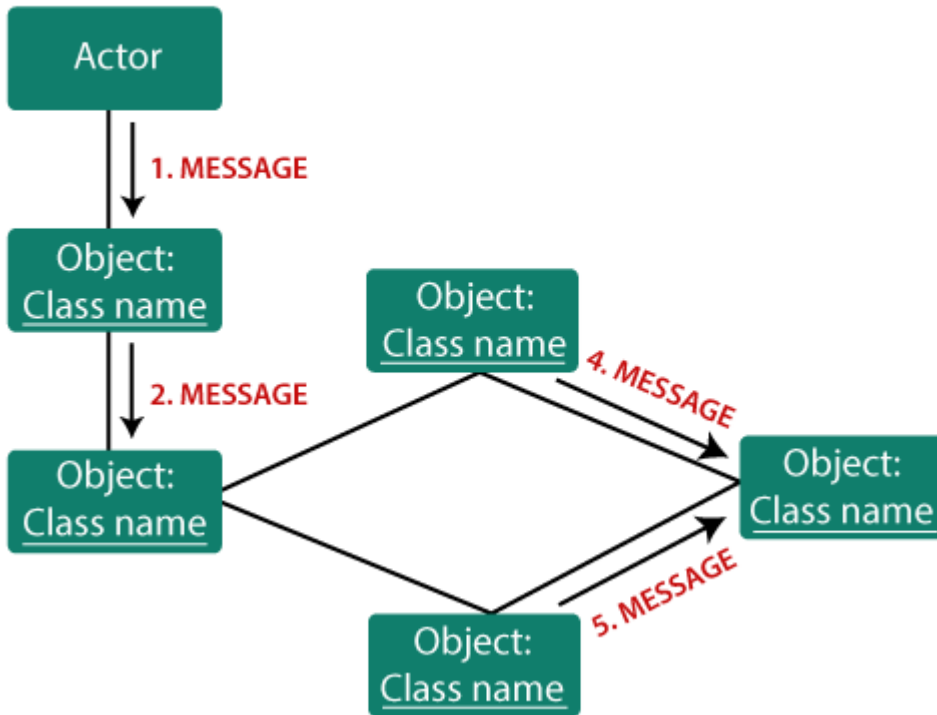 Actor
1. MESSAGE
Object:
Class name
2. MESSAGE
Object:
Class name
Object:
Class name
4. MESSAGE
Object:
Class name
5. MESSAGE
Object:
Class name